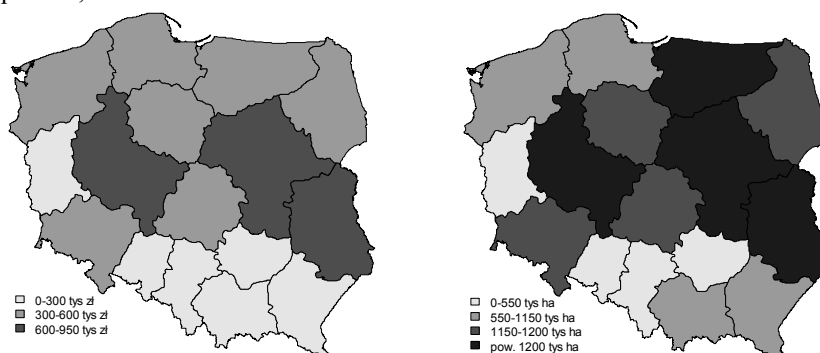 0-300 tys zł
300-600 tys zł
600-950 tys zł
0-550 tys ha
550-1150 tys ha
1150-1200 tys ha
pow. 1200 tys ha